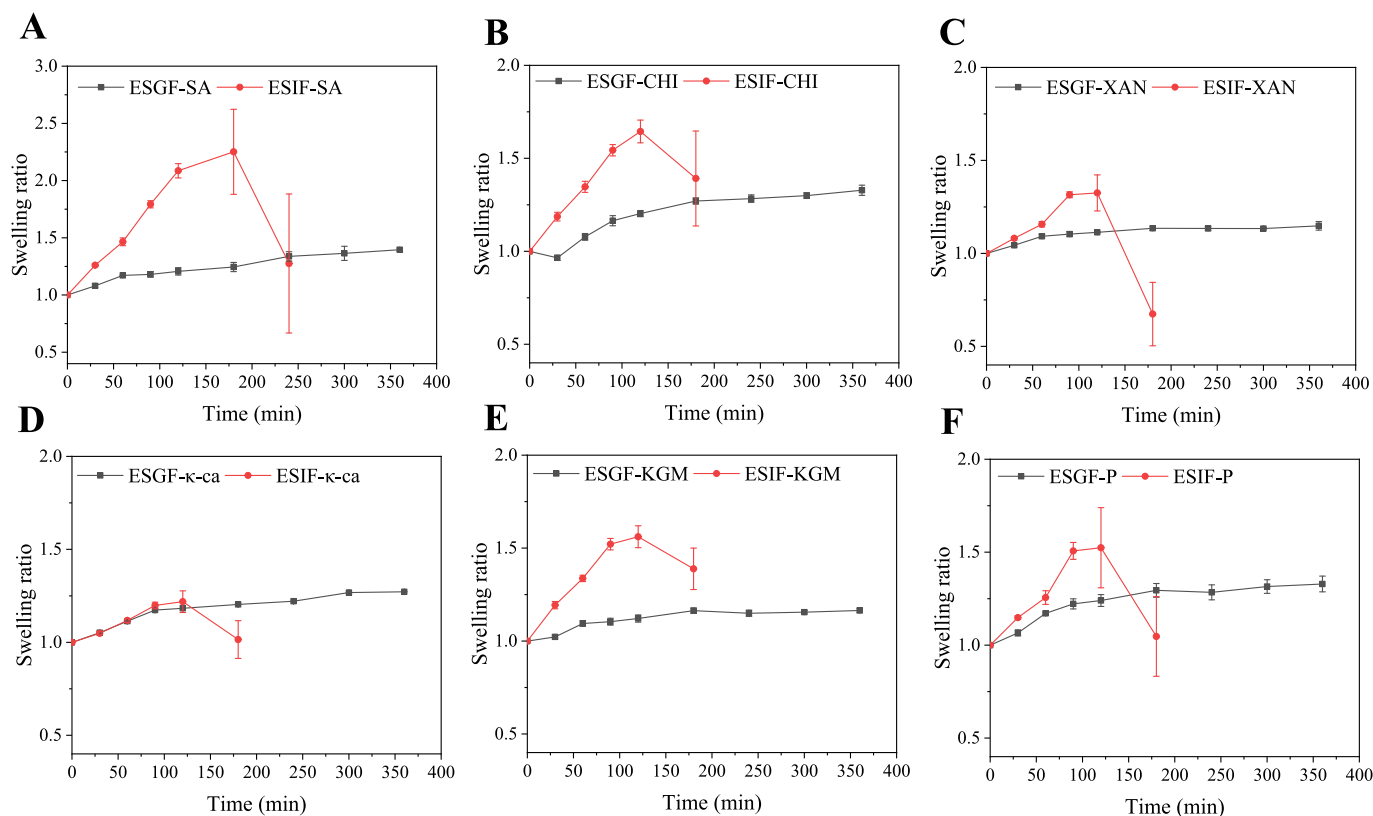 A
ESGF-SA ESIF-SA
Swelling ratio
3.0
2.5
2.0
1.5
1.0
0.5
0 50 100 150 200 250 300 350 400
Time (min)
B
ESGF-CHI ESIF-CHI
Swelling ratio
2.0
1.5
1.0
0.5
0 50 100 150 200 250 300 350 400
Time (min)
C
ESGF-XAN ESIF-XAN
Swelling ratio
2.0
1.5
1.0
0.5
0 50 100 150 200 250 300 350 400
Time (min)
D
ESGF-κ-ca ESIF-κ-ca
Swelling ratio
2.0
1.5
1.0
0.5
0 50 100 150 200 250 300 350 400
Time (min)
E
ESGF-KGM ESIF-KGM
Swelling ratio
2.0
1.5
1.0
0.5
0 50 100 150 200 250 300 350 400
Time (min)
F
ESGF-P ESIF-P
Swelling ratio
2.0
1.5
1.0
0.5
0 50 100 150 200 250 300 350 400
Time (min)